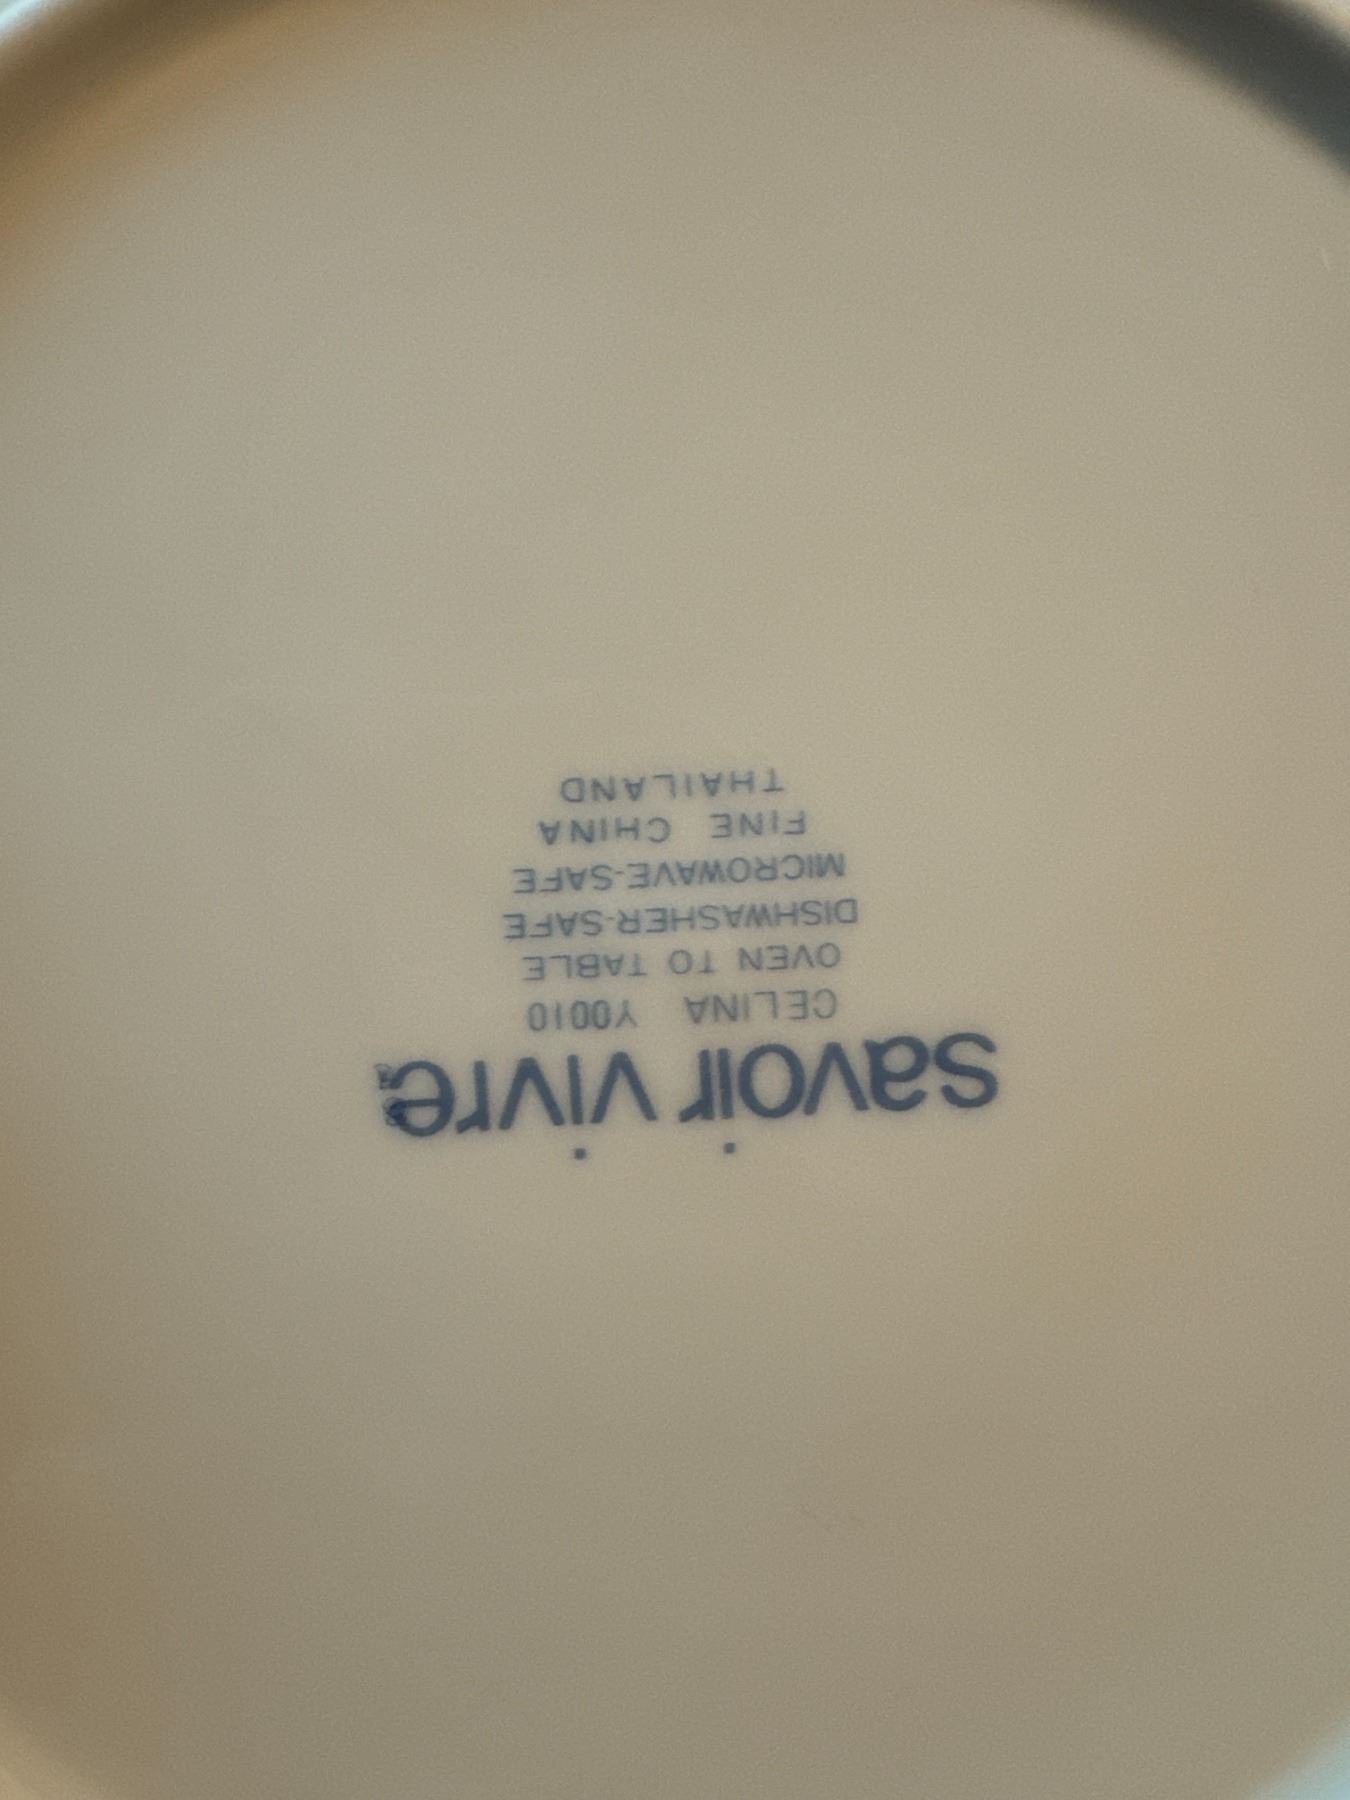 savoir vivre
CELINA Y0010
OVEN TO TABLE
DISHWASHER-SAFE
MICROWAVE-SAFE
FINE CHINA
THAILAND